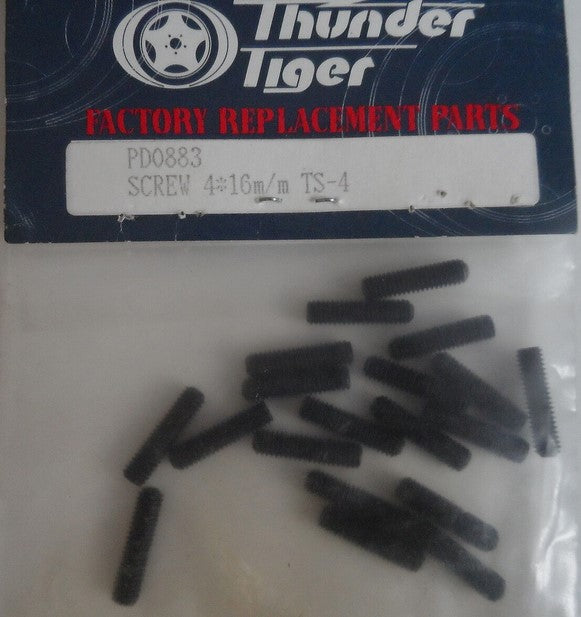 Thunder
Tiger
FACTORY REPLACEMENT PARTS
PD0883
SCREW 4*16m/m TS-4